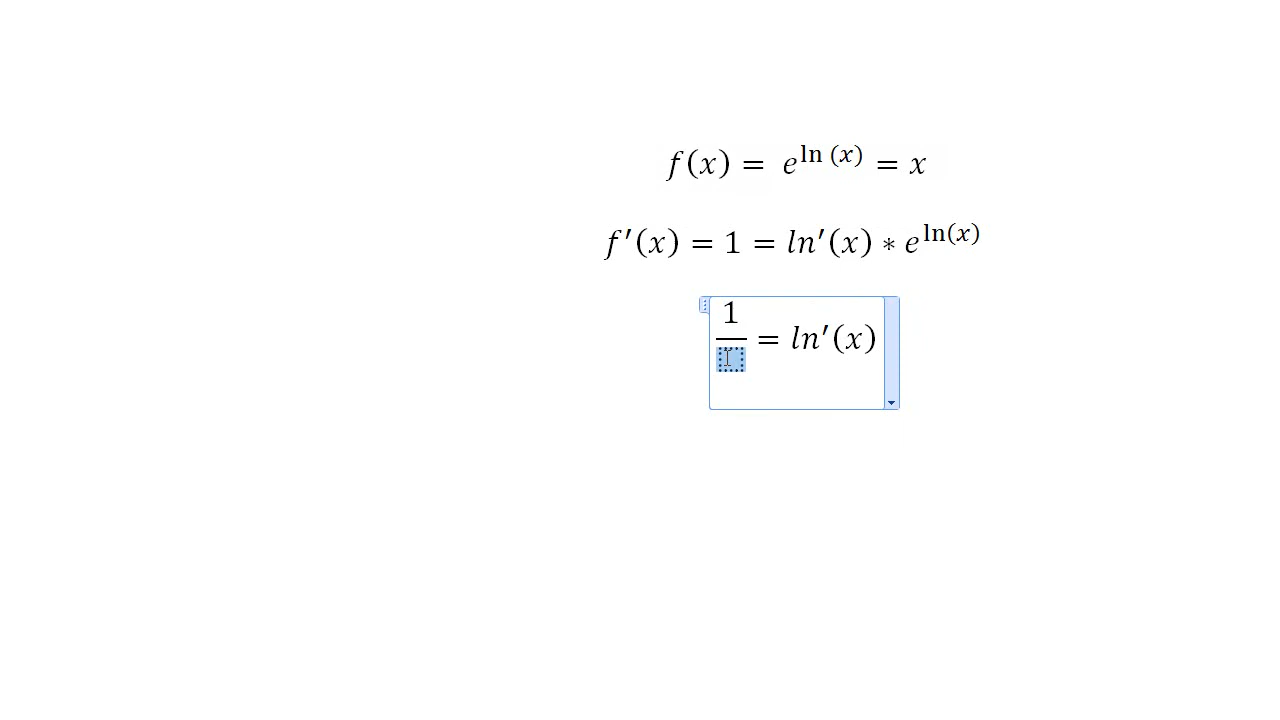 f(x) = e^{ln (x)} = x
f′(x) = 1 = ln′(x) ∗ e^{ln(x)}
1/ = ln′(x)